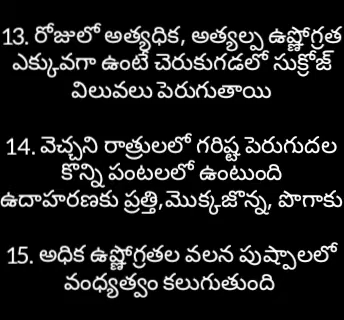 13. రోజులో అత్యధిక, అత్యల్ప ఉష్ణోగ్రత
ఎక్కువగా ఉంటే చెరుకుగడలో సుక్రోజ్
విలువలు పెరుగుతాయి
14. వెచ్చని రాత్రులలో గరిష్ట పెరుగుదల
కొన్ని పంటలలో ఉంటుంది
ఉదాహరణకు ప్రత్తి,మొక్కజొన్న, పొగాకు
15. అధిక ఉష్ణోగ్రతల వలన పుష్పాలలో
వంధ్యత్వం కలుగుతుంది